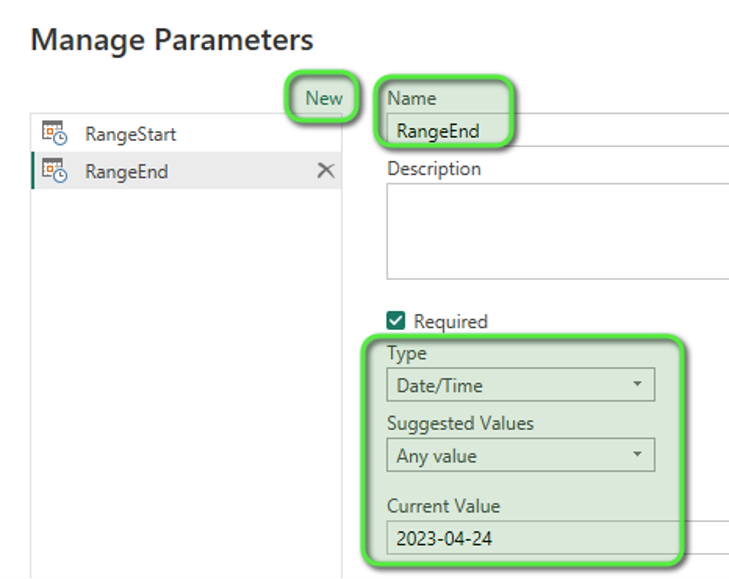 Manage Parameters
New
RangeStart
RangeEnd
Name
RangeEnd
Description
Required
Type
Date/Time
Suggested Values
Any value
Current Value
2023-04-24